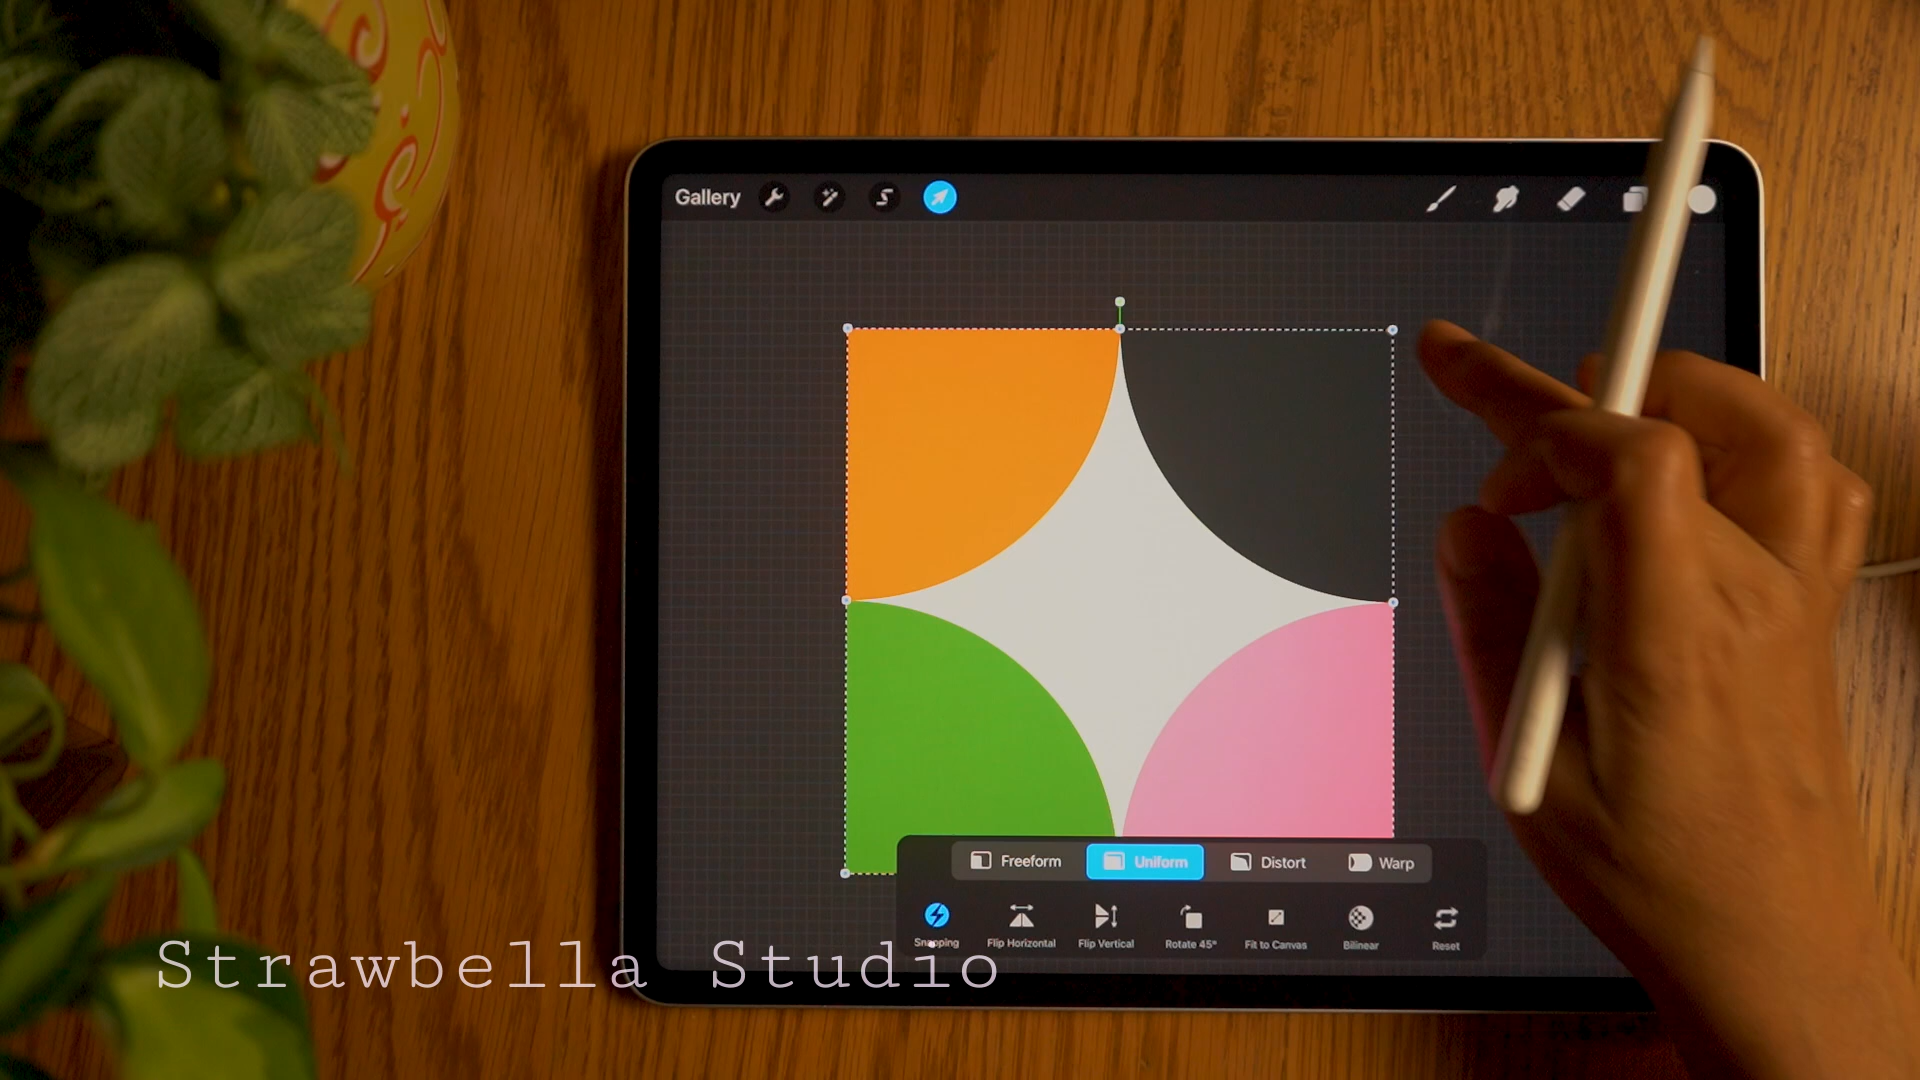 Gallery
Freeform
Uniform
Distort
Warp
Snapping
Flip Horizontal
Flip Vertical
Rotate 45°
Fit to Canvas
Bilinear
Reset
Strawbella Studio